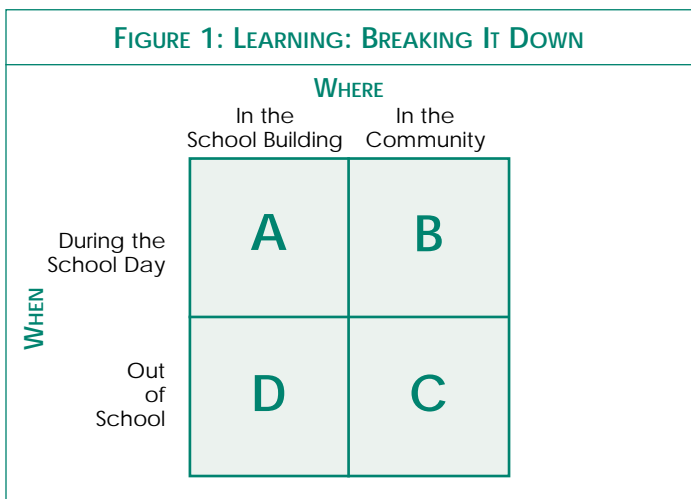 FIGURE 1: LEARNING: BREAKING IT DOWN
WHERE
In the
School Building
In the
Community
WHEN
During the
School Day
A
B
Out
of
School
D
C